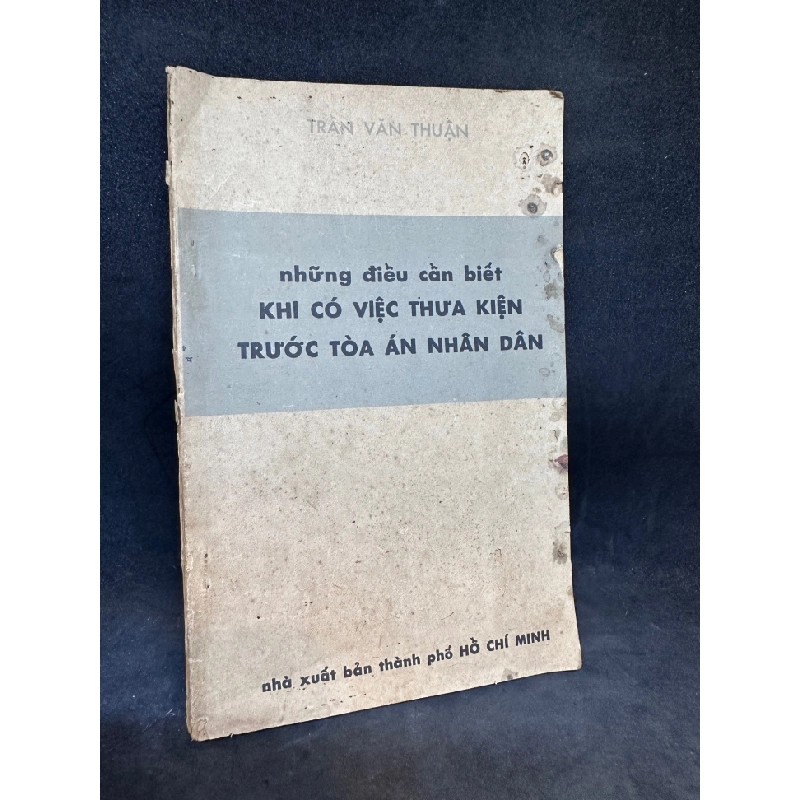 TRẦN VĂN THUẬN
những điều cần biết
KHI CÓ VIỆC THƯA KIỆN
TRƯỚC TÒA ÁN NHÂN DÂN
nhà xuất bản thành phố HỒ CHÍ MINH